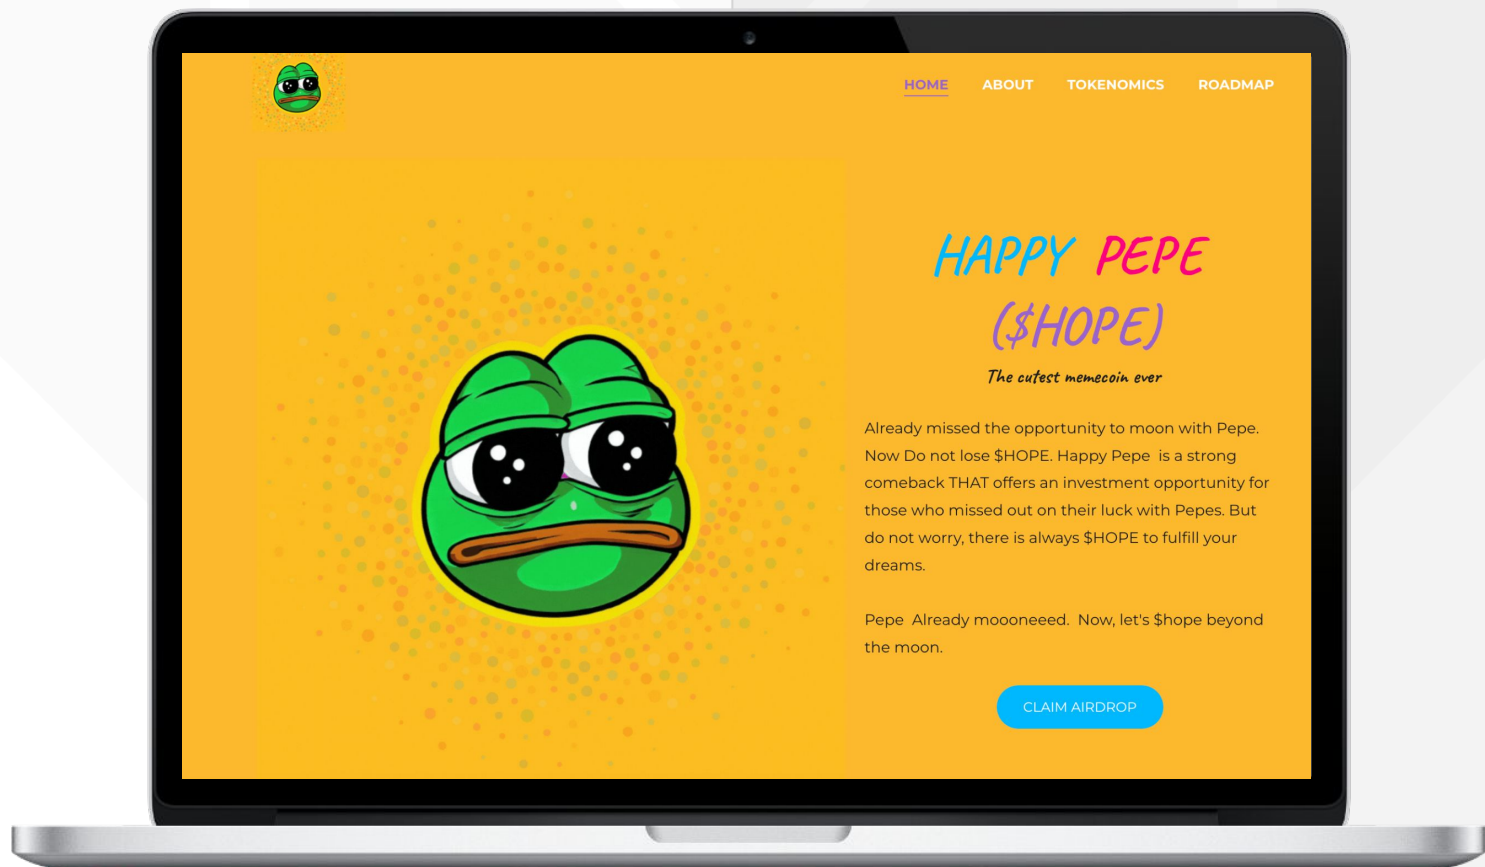 HOME ABOUT TOKENOMICS ROADMAP
HAPPY PEPE
($HOPE)
The cutest memecoin ever
Already missed the opportunity to moon with Pepe.
Now Do not lose $HOPE. Happy Pepe  is a strong
comeback THAT offers an investment opportunity for
those who missed out on their luck with Pepes. But
do not worry, there is always $HOPE to fulfill your
dreams.
Pepe  Already moooneeed.  Now, let's $hope beyond
the moon.
CLAIM AIRDROP